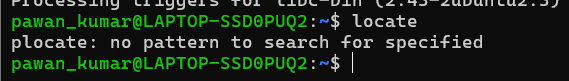 Processing triggers for libc-bin (2.43-2ubuntu2.3)
pawan_kumar@LAPTOP-SSD0PUQ2:~$ locate
plocate: no pattern to search for specified
pawan_kumar@LAPTOP-SSD0PUQ2:~$